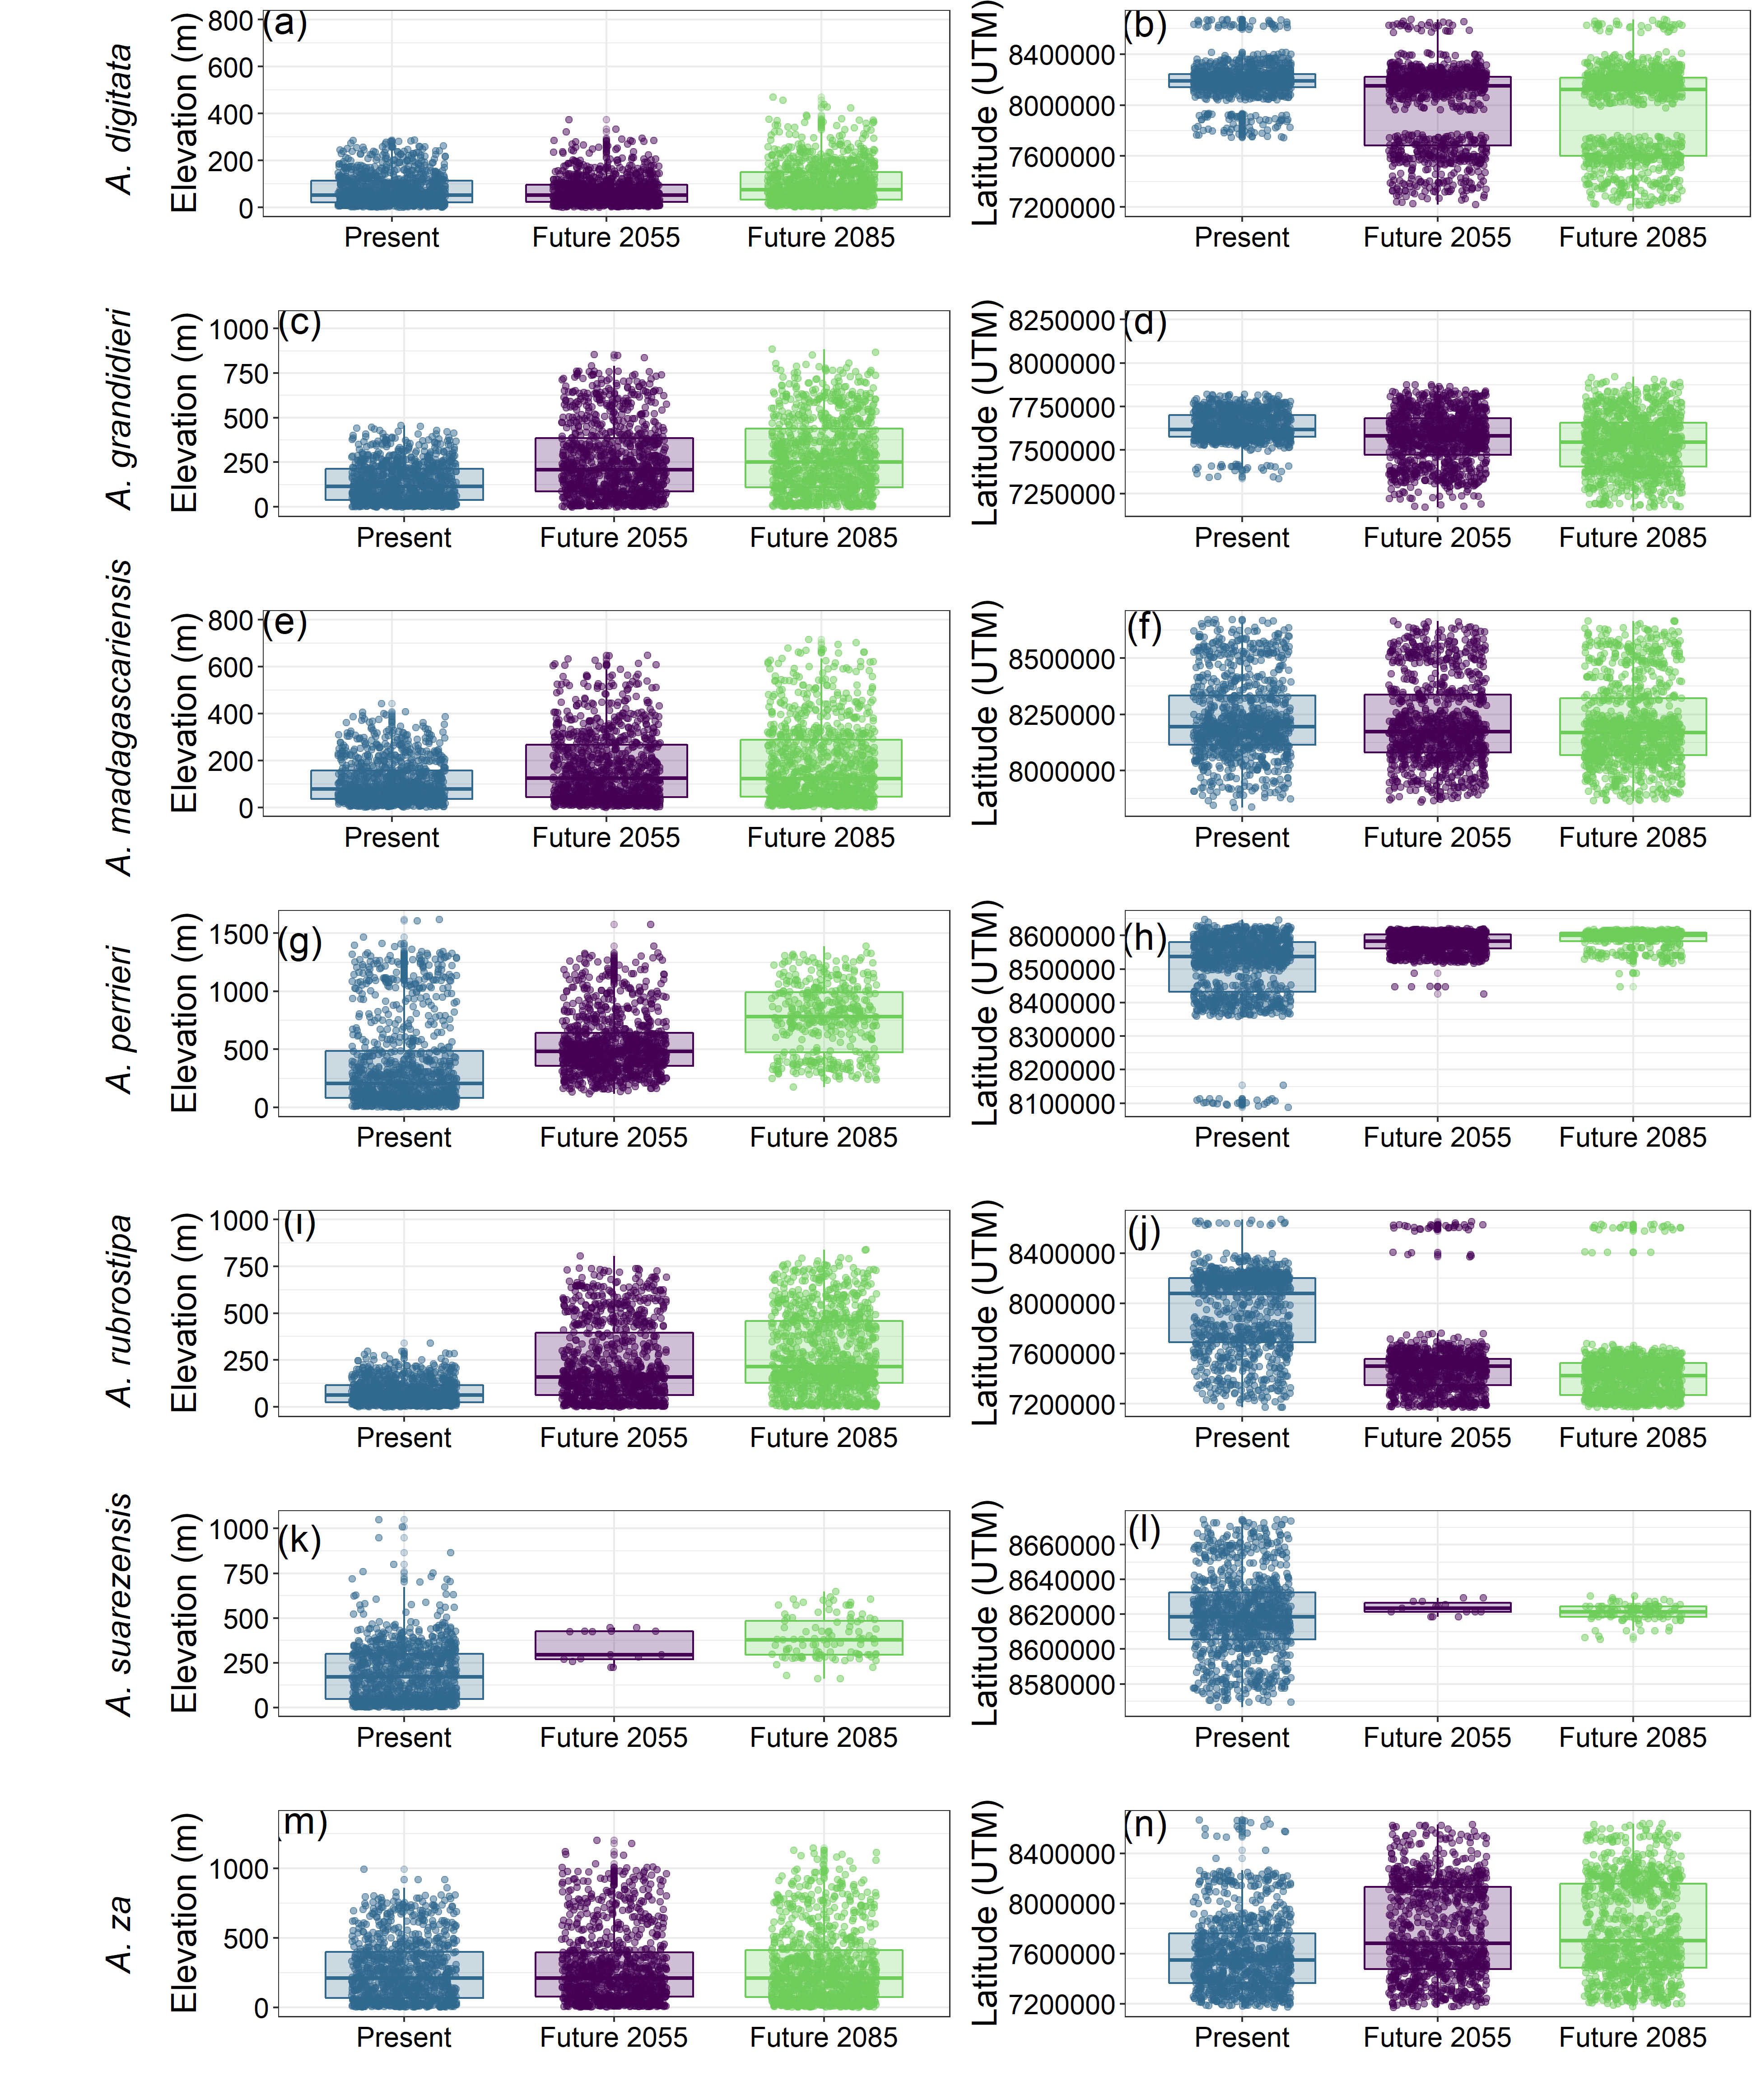 A. digitata
Elevation (m)
800
600
400
200
0
(a)
Present
Future 2055
Future 2085
Latitude (UTM)
8400000
8000000
7600000
7200000
(b)
Present
Future 2055
Future 2085
A. grandidieri
Elevation (m)
1000
750
500
250
0
(c)
Present
Future 2055
Future 2085
Latitude (UTM)
8250000
8000000
7750000
7500000
7250000
(d)
Present
Future 2055
Future 2085
A. madagascariensis
Elevation (m)
800
600
400
200
0
(e)
Present
Future 2055
Future 2085
Latitude (UTM)
8500000
8250000
8000000
(f)
Present
Future 2055
Future 2085
A. perrieri
Elevation (m)
1500
1000
500
0
(g)
Present
Future 2055
Future 2085
Latitude (UTM)
8600000
8500000
8400000
8300000
8200000
8100000
(h)
Present
Future 2055
Future 2085
A. rubrostipa
Elevation (m)
1000
750
500
250
0
(i)
Present
Future 2055
Future 2085
Latitude (UTM)
8400000
8000000
7600000
7200000
(j)
Present
Future 2055
Future 2085
A. suarezensis
Elevation (m)
1000
750
500
250
0
(k)
Present
Future 2055
Future 2085
Latitude (UTM)
8660000
8640000
8620000
8600000
8580000
(l)
Present
Future 2055
Future 2085
A. za
Elevation (m)
1000
500
0
(m)
Present
Future 2055
Future 2085
Latitude (UTM)
8400000
8000000
7600000
7200000
(n)
Present
Future 2055
Future 2085